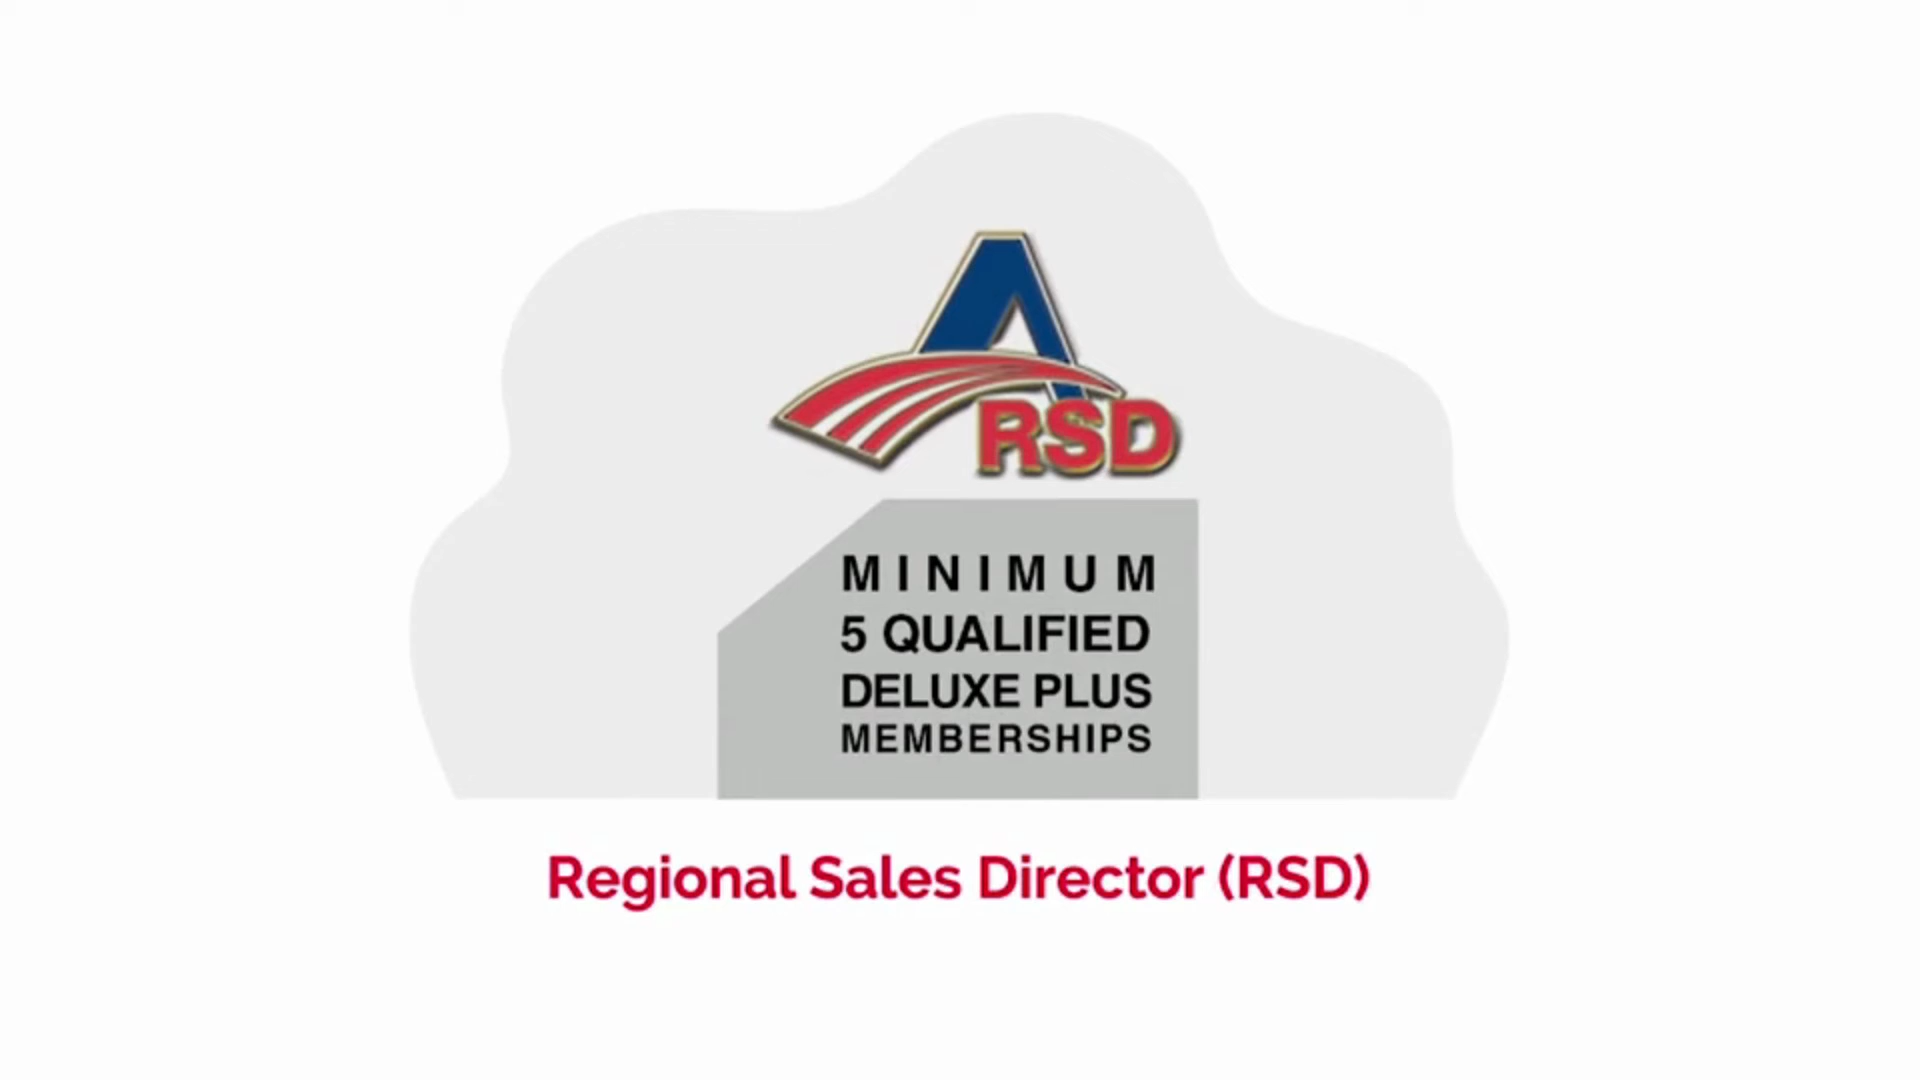 A
RSD
MINIMUM
5 QUALIFIED
DELUXE PLUS
MEMBERSHIPS
Regional Sales Director (RSD)